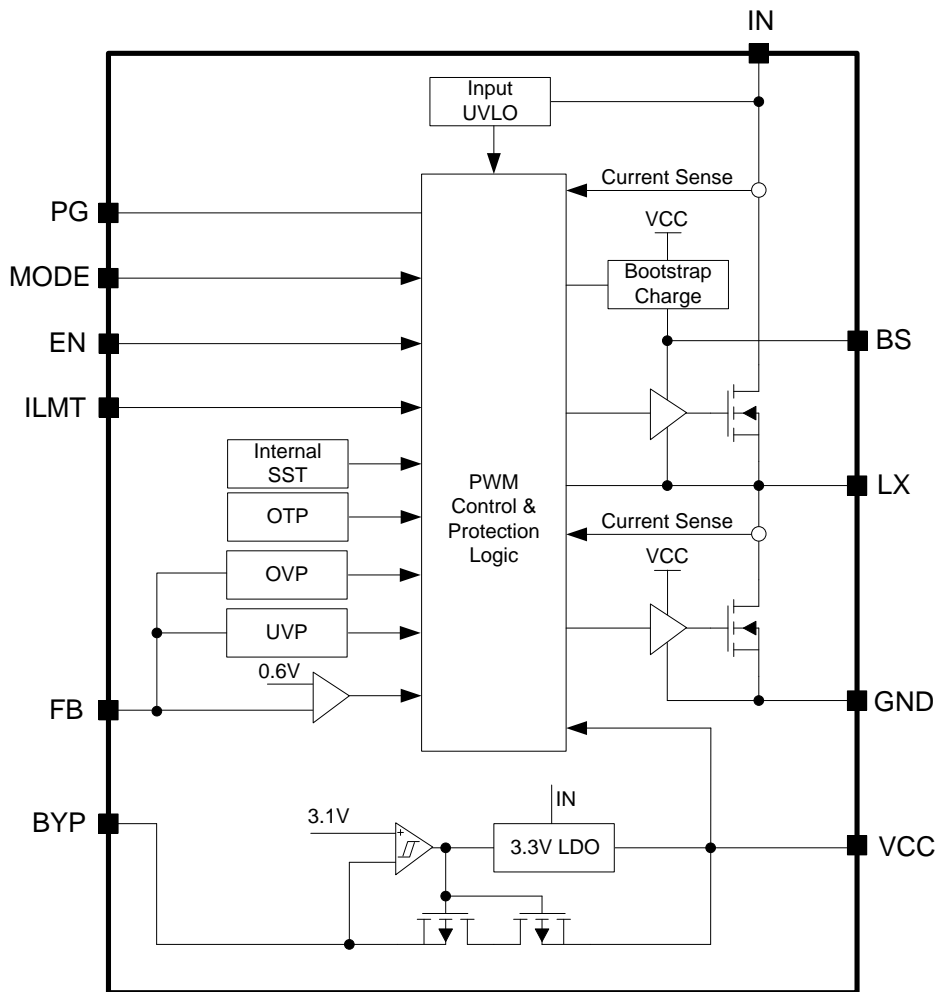 IN
Input
UVLO
Current Sense
PG
VCC
MODE
Bootstrap
Charge
EN
BS
ILMT
Internal
SST
PWM
Control &
Protection
Logic
LX
OTP
Current Sense
OVP
VCC
UVP
0.6V
FB
GND
IN
BYP
3.1V
+
3.3V LDO
VCC